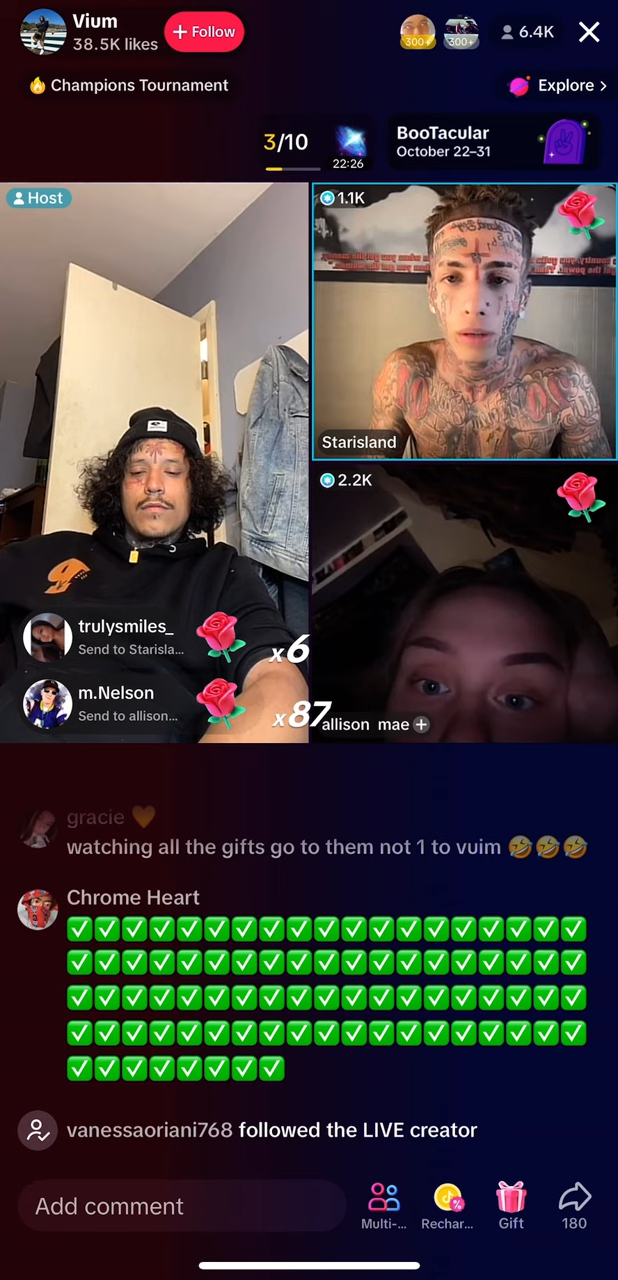 Vium
38.5K likes
+ Follow
300+
300+
6.4K
Champions Tournament
Explore >
3/10
22:26
BooTacular
October 22–31
Host
1.1K
Starisland
2.2K
trulysmiles_
Send to Starisla...
x6
m.Nelson
Send to allison...
x87
allison mae
gracie 🧡
watching all the gifts go to them not 1 to vuim 🤣🤣🤣
Chrome Heart
✅✅✅✅✅✅✅✅✅✅✅✅✅✅✅✅✅✅✅
✅✅✅✅✅✅✅✅✅✅✅✅✅✅✅✅✅✅✅
✅✅✅✅✅✅✅✅✅✅✅✅✅✅✅✅✅✅✅
✅✅✅✅✅✅✅✅✅✅✅✅✅✅✅✅✅✅✅
✅✅✅✅✅✅✅✅
vanessaoriani768 followed the LIVE creator
Add comment
Multi-...
Rechar...
Gift
180